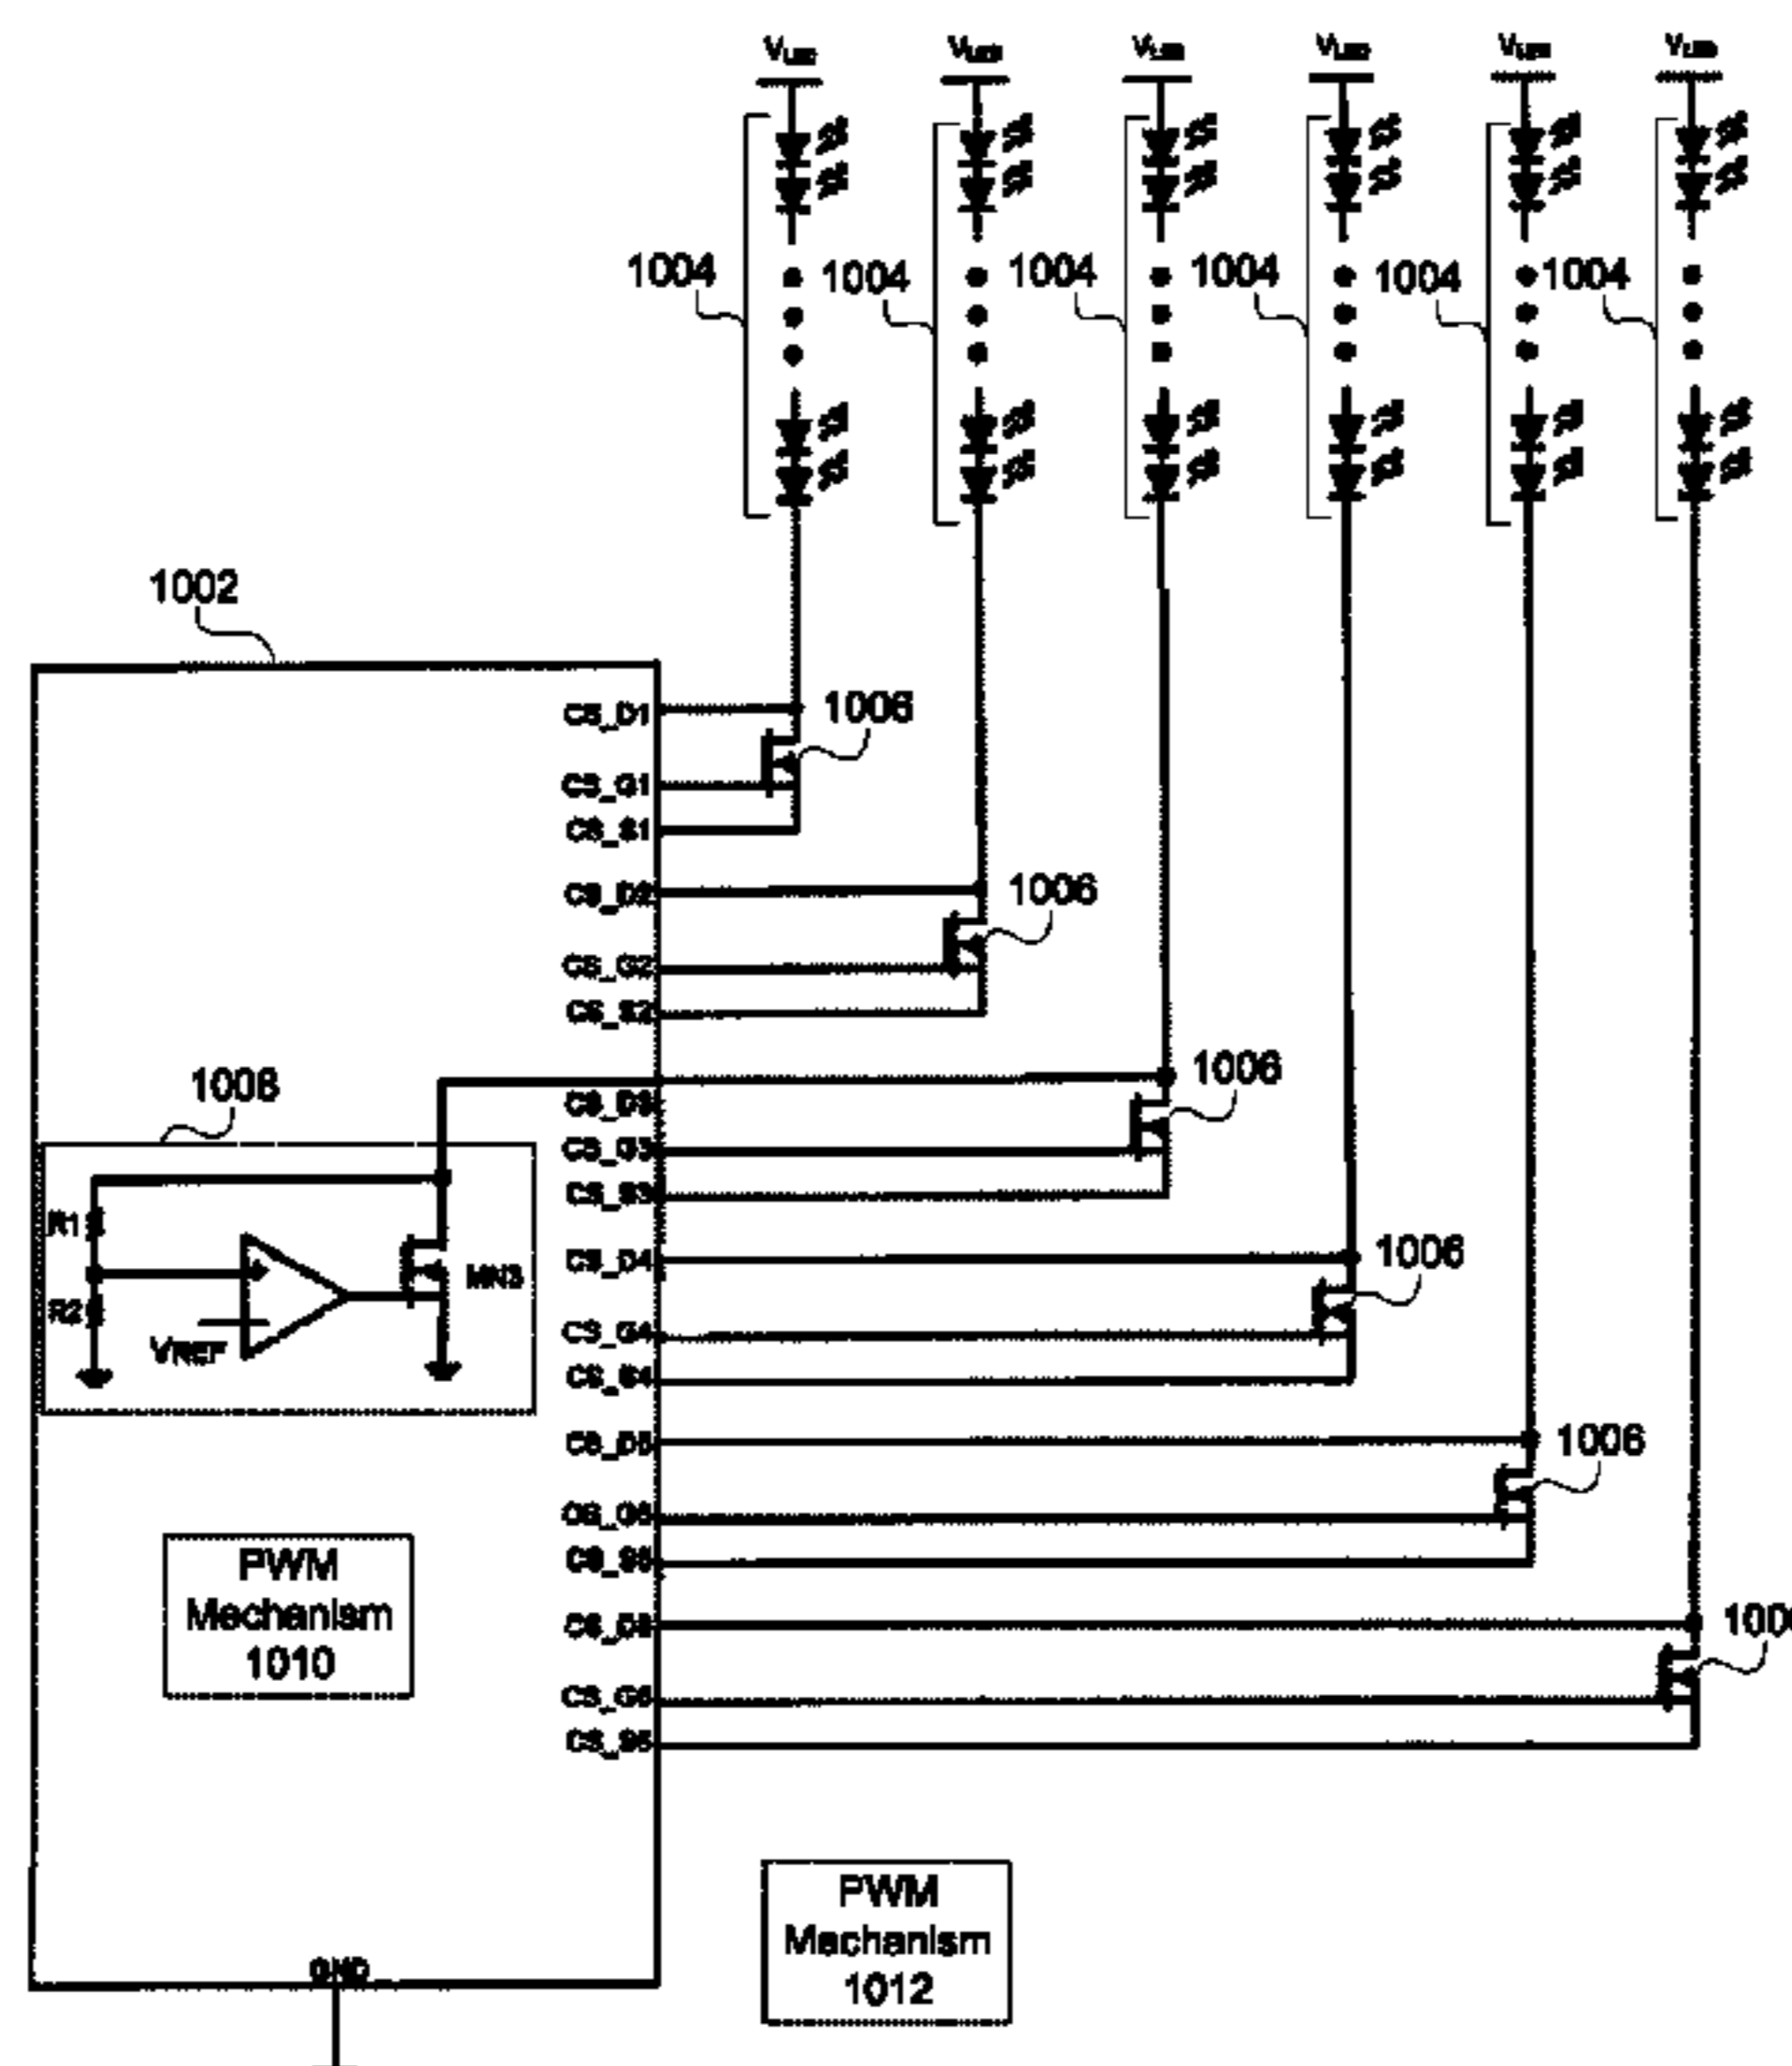 VLED VLED VLED VLED VLED VLED
1004 1004 1004 1004 1004 1004
1002
CS_D1
1006
CS_G1
CS_S1
CS_D2
1006
CS_G2
CS_S2
1006
1008
CS_D3
CS_G3
CS_S3
R1
CS_D4
1006
MN3
R2
VREF
CS_G4
CS_S4
CS_D5
1006
CS_G5
CS_S5
PWM
Mechanism
1010
CS_D6
CS_G6
CS_S6
PWM
Mechanism
1012
GND